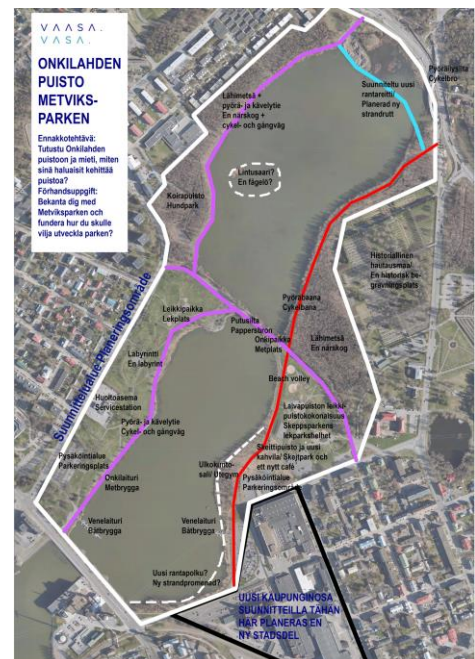 VAASA.
VASA.
ONKILAHDEN
PUISTO
METVIKS-
PARKEN
Ennakkotehtävä:
Tutustu Onkilahden
puistoon ja mieti, miten
sinä haluaisit kehittää
puistoa?
Förhandsuppgift:
Bekanta dig med
Metviksparken och
fundera hur du skulle
vilja utveckla parken?
Pyöräilysilta
Cykelbro
Suunniteltu uusi
rantareitti/
Planerad ny
strandrutt
Lähimetsä +
pyörä- ja kävelytie
En närskog +
cykel- och gångväg
Lintusaari?
En fågelö?
Koirapuisto
Hundpark
Historiallinen
hautausmaa/
En historisk be-
gravningsplats
Suunnittelualue/Planeringsområde
Pyöräbaana
Cykelbana
Leikkipaikka
Lekplats
Putusilta
Pappersbron
Onkipaikka
Metplats
Lähimetsä
En närskog
Labyrintti
En labyrint
Beach volley
Huoltoasema
Servicestation
Laivapuiston leikki-
puistokokonaisuus
Skeppsparkens
lekparkshelhet
Pyörä- ja kävelytie
Cykel- och gångväg
Skeittipuisto ja uusi
kahvila/ Skejtpark och
ett nytt café
Ulkokuntosali/ Utegym
Pysäköintialue
Parkeringsområde
Pysäköintialue
Parkeringsplats
Onkilaituri
Metbrygga
Venelaituri
Båtbrygga
Venelaituri
Båtbrygga
Uusi rantapolku?
Ny strandpromenad?
UUSI KAUPUNGINOSA
SUUNNITTEILLA TÄHÄN
HÄR PLANERAS EN
NY STADSDEL